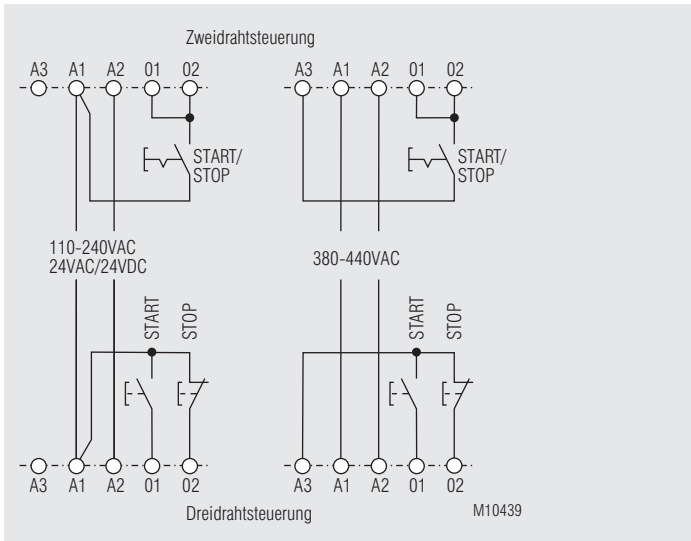 Zweidrahtsteuerung
A3 A1 A2 01 02 A3 A1 A2 01 02
START/
STOP
START/
STOP
110-240VAC
24VAC/24VDC
380-440VAC
START STOP START STOP
A3 A1 A2 01 02 A3 A1 A2 01 02
Dreidrahtsteuerung
M10439